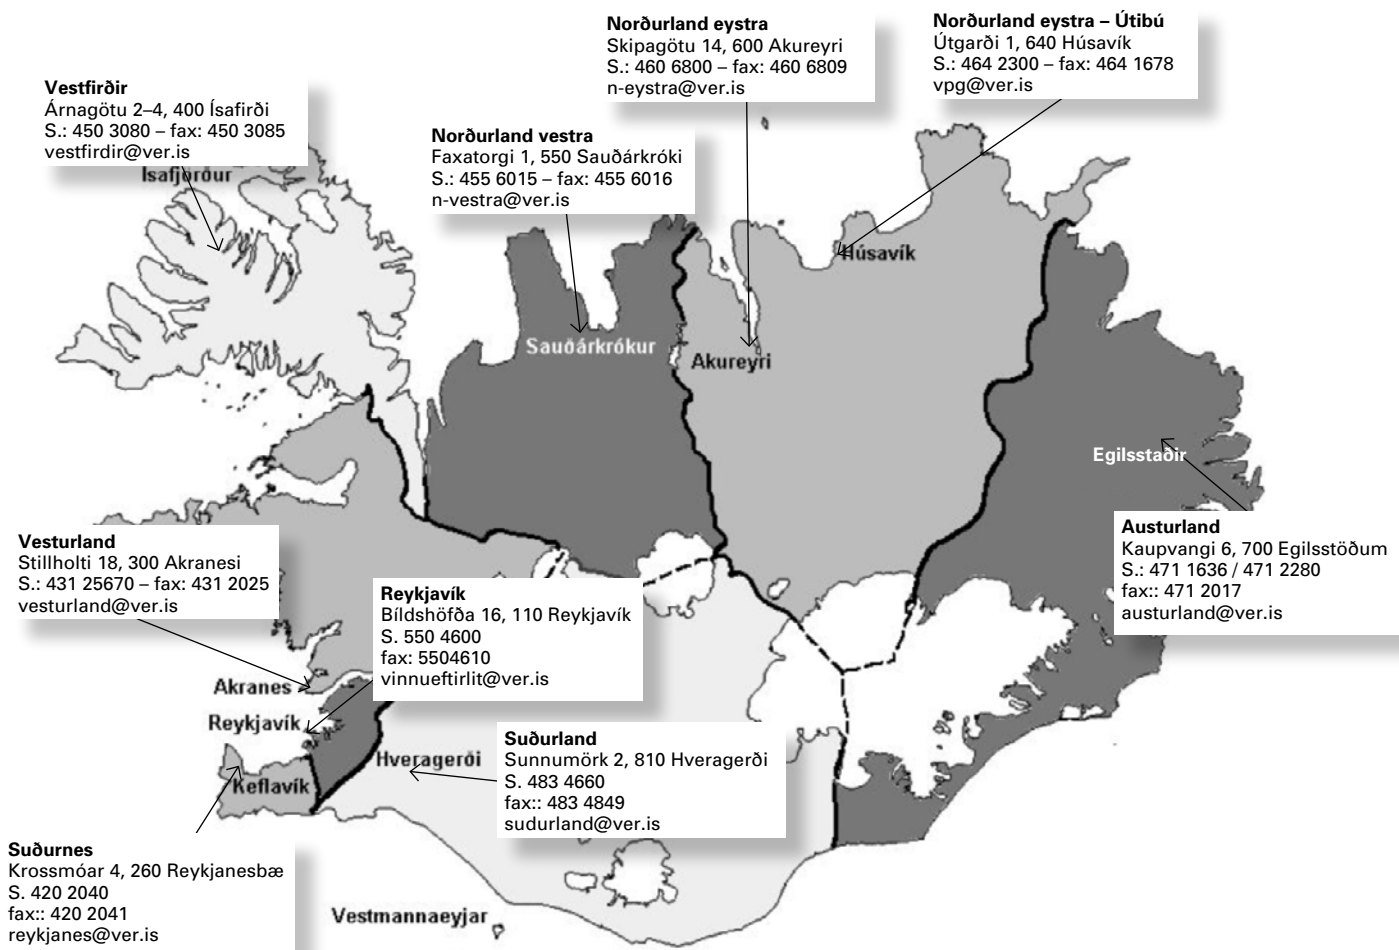 Norðurland eystra
Skipagötu 14, 600 Akureyri
S.: 460 6800 – fax: 460 6809
n-eystra@ver.is
Norðurland eystra – Útibú
Útgarði 1, 640 Húsavík
S.: 464 2300 – fax: 464 1678
vpg@ver.is
Vestfirðir
Árnagötu 2–4, 400 Ísafirði
S.: 450 3080 – fax: 450 3085
vestfirdir@ver.is
Ísafjörður
Norðurland vestra
Faxatorgi 1, 550 Sauðárkróki
S.: 455 6015 – fax: 455 6016
n-vestra@ver.is
Húsavík
Sauðárkrókur
Akureyri
Egilsstaðir
Vesturland
Stillholti 18, 300 Akranesi
S.: 431 25670 – fax: 431 2025
vesturland@ver.is
Austurland
Kaupvangi 6, 700 Egilsstöðum
S.: 471 1636 / 471 2280
fax:: 471 2017
austurland@ver.is
Reykjavík
Bíldshöfða 16, 110 Reykjavík
S. 550 4600
fax: 5504610
vinnueftirlit@ver.is
Akranes
Reykjavík
Hveragerði
Keflavík
Suðurland
Sunnumörk 2, 810 Hveragerði
S. 483 4660
fax:: 483 4849
sudurland@ver.is
Suðurnes
Krossmóar 4, 260 Reykjanesbæ
S. 420 2040
fax:: 420 2041
reykjanes@ver.is
Vestmannaeyjar